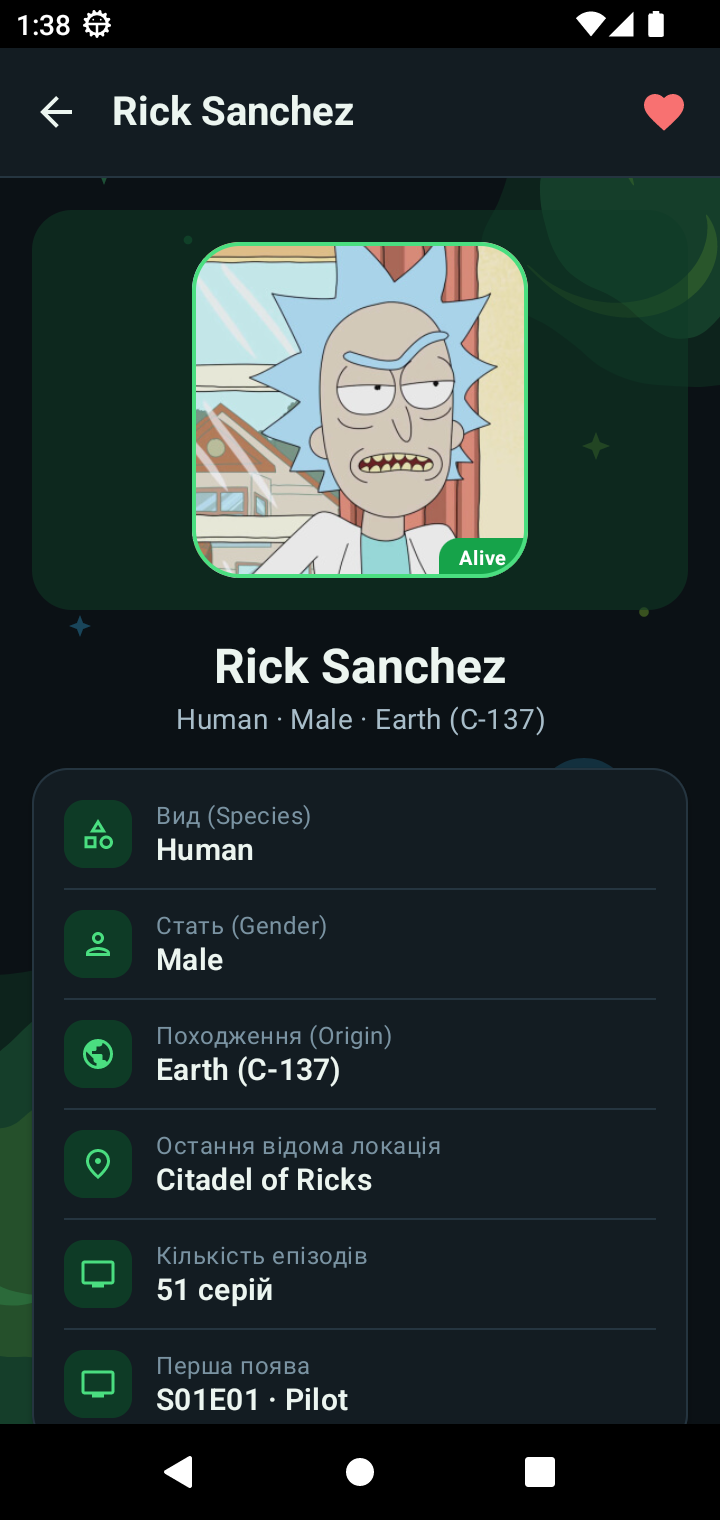 1:38
Rick Sanchez
Alive
Rick Sanchez
Human · Male · Earth (C-137)
Вид (Species)
Human
Стать (Gender)
Male
Походження (Origin)
Earth (C-137)
Остання відома локація
Citadel of Ricks
Кількість епізодів
51 серій
Перша поява
S01E01 · Pilot